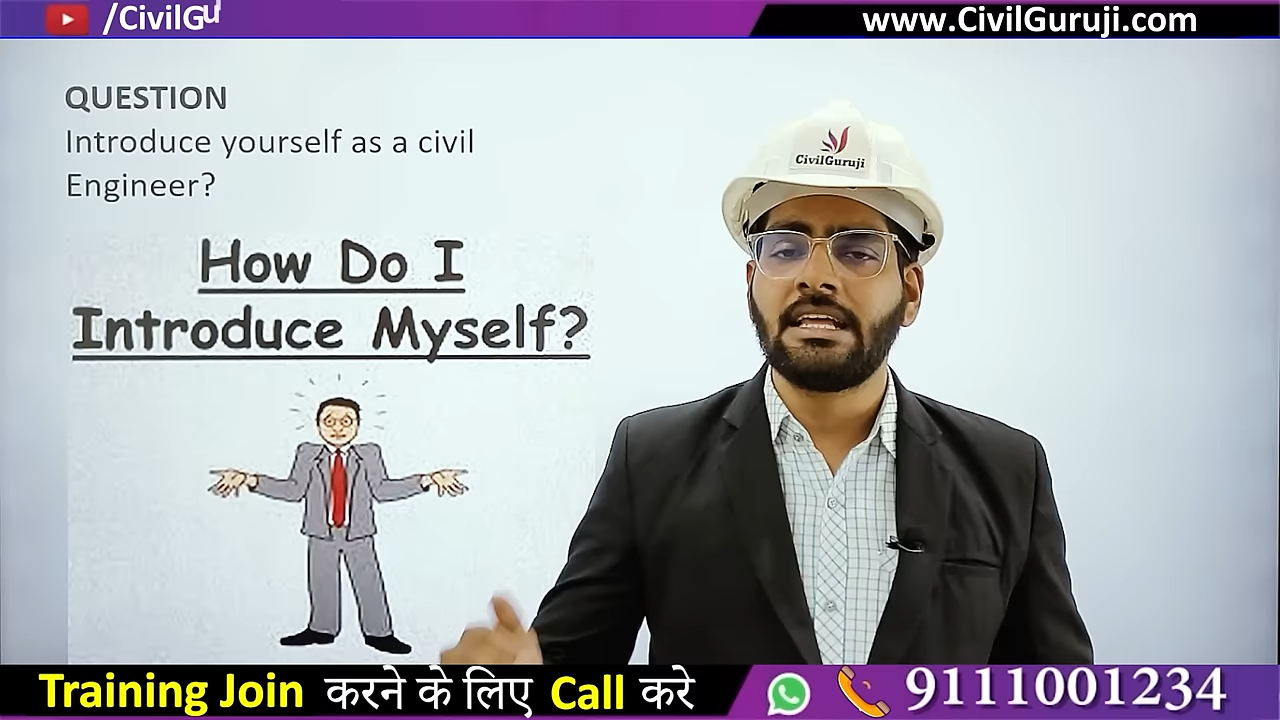 /CivilGu
www.CivilGuruji.com
QUESTION
Introduce yourself as a civil
Engineer?
How Do I
Introduce Myself?
CivilGuruji
Training Join करने के लिए Call करे
9111001234